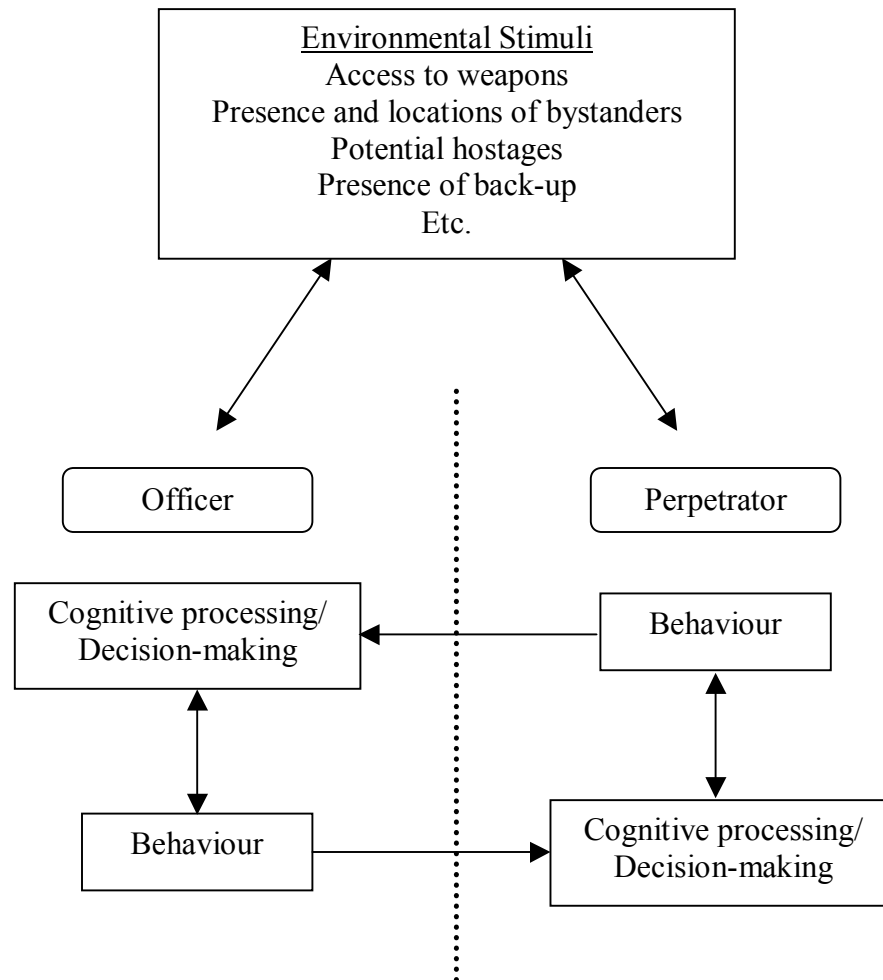 Environmental Stimuli
Access to weapons
Presence and locations of bystanders
Potential hostages
Presence of back-up
Etc.
Officer
Perpetrator
Cognitive processing/
Decision-making
Behaviour
Behaviour
Cognitive processing/
Decision-making